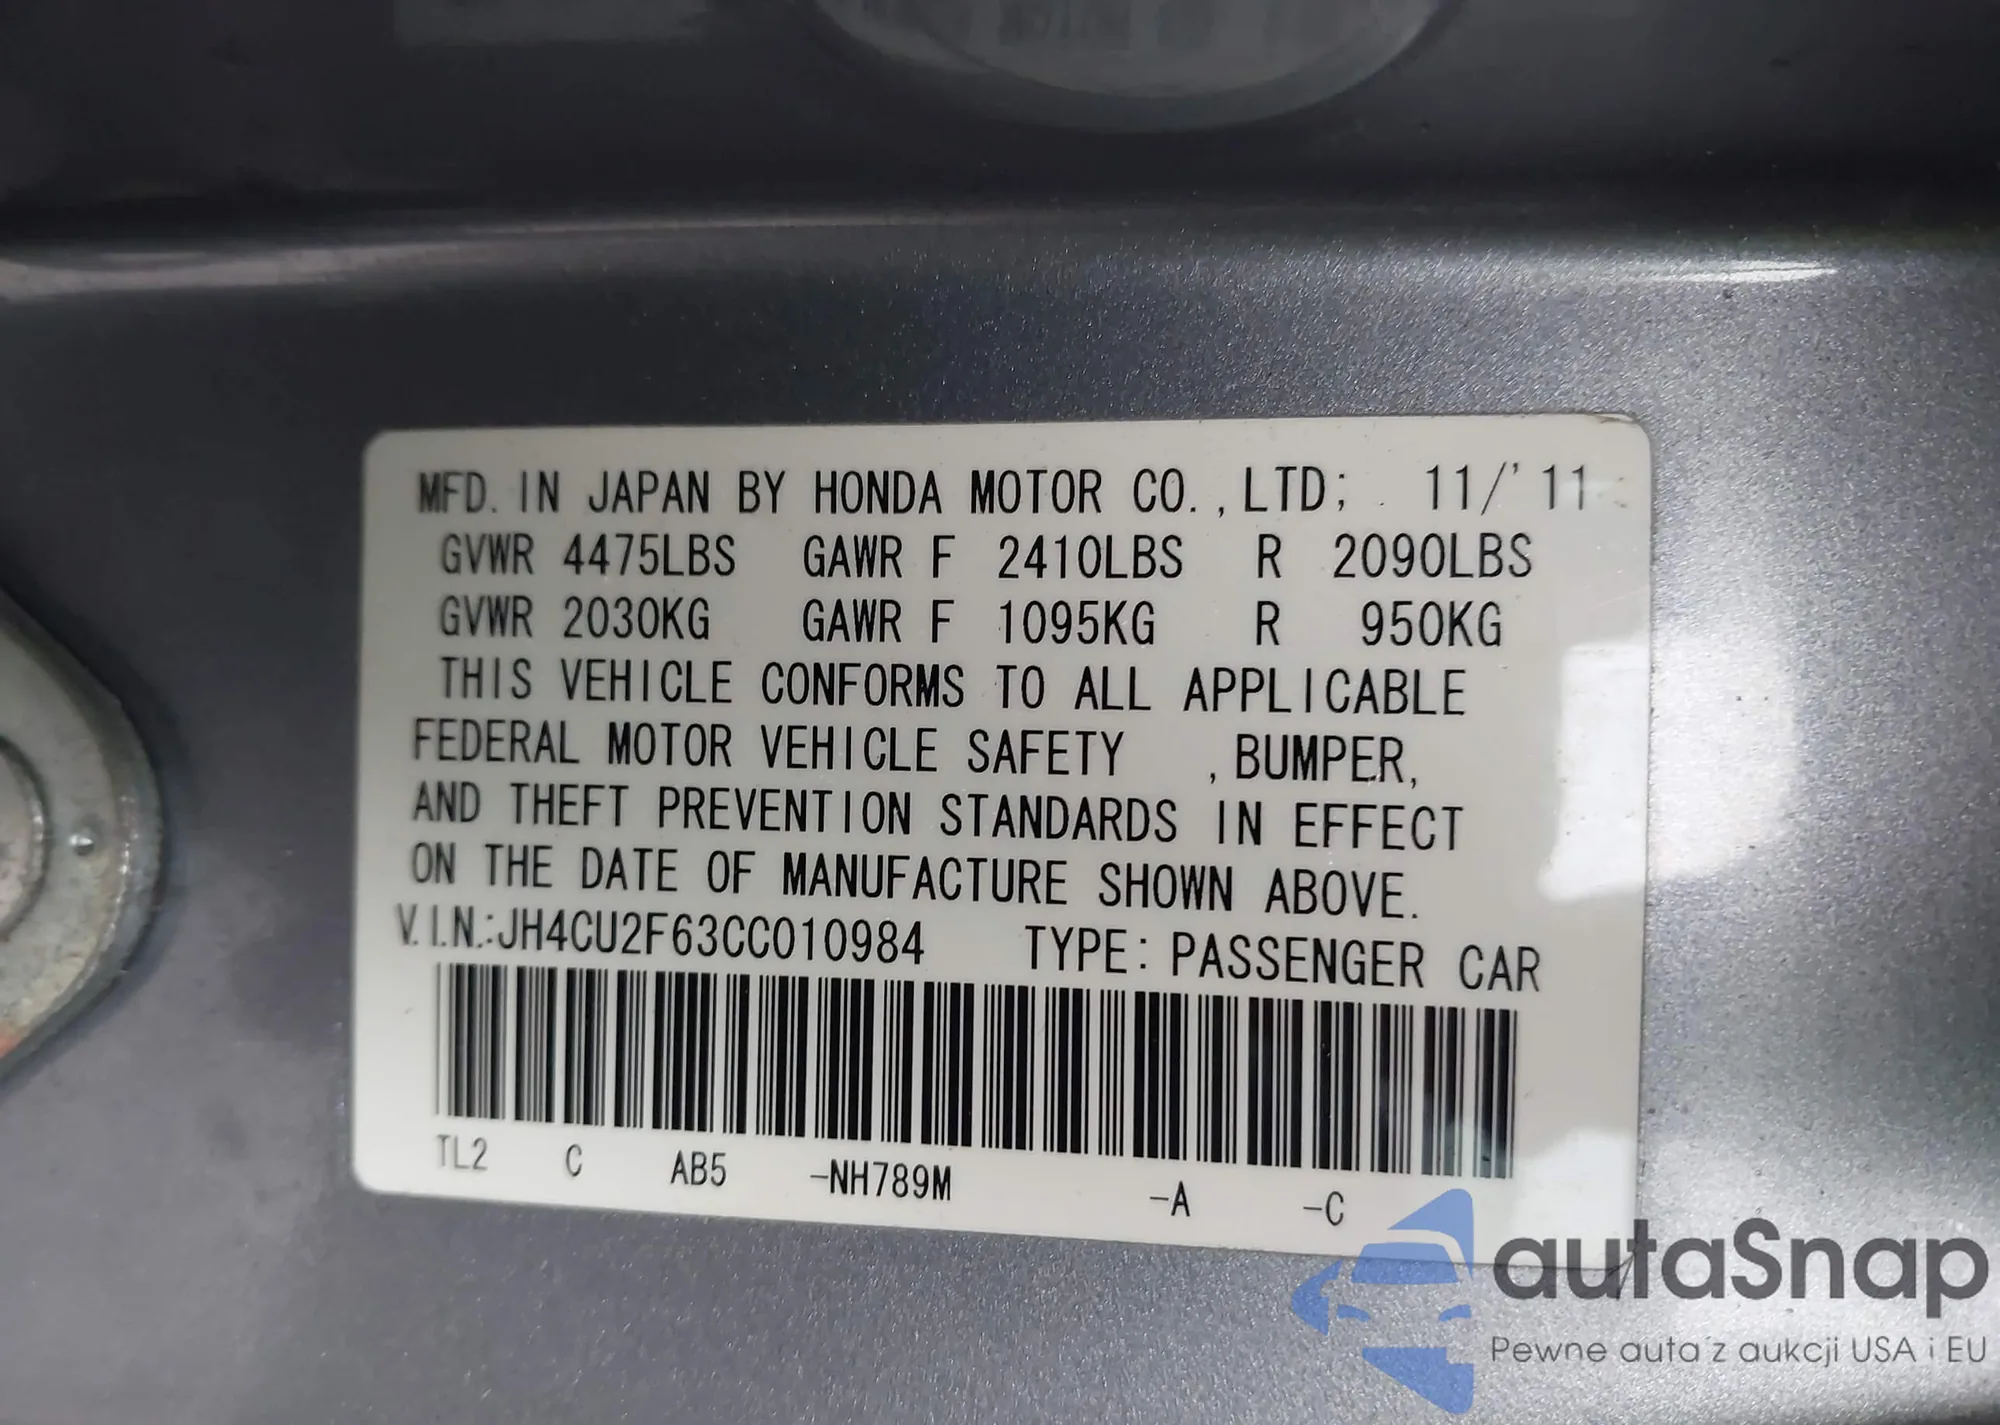 MFD. IN JAPAN BY HONDA MOTOR CO., LTD; 11/'11
GVWR 4475LBS GAWR F 2410LBS R 2090LBS
GVWR 2030KG GAWR F 1095KG R 950KG
THIS VEHICLE CONFORMS TO ALL APPLICABLE
FEDERAL MOTOR VEHICLE SAFETY , BUMPER,
AND THEFT PREVENTION STANDARDS IN EFFECT
ON THE DATE OF MANUFACTURE SHOWN ABOVE.
V.I.N.:JH4CU2F63CC010984 TYPE: PASSENGER CAR
TL2 C AB5 -NH789M -A -C
autaSnap
Pewne auta z aukcji USA i EU